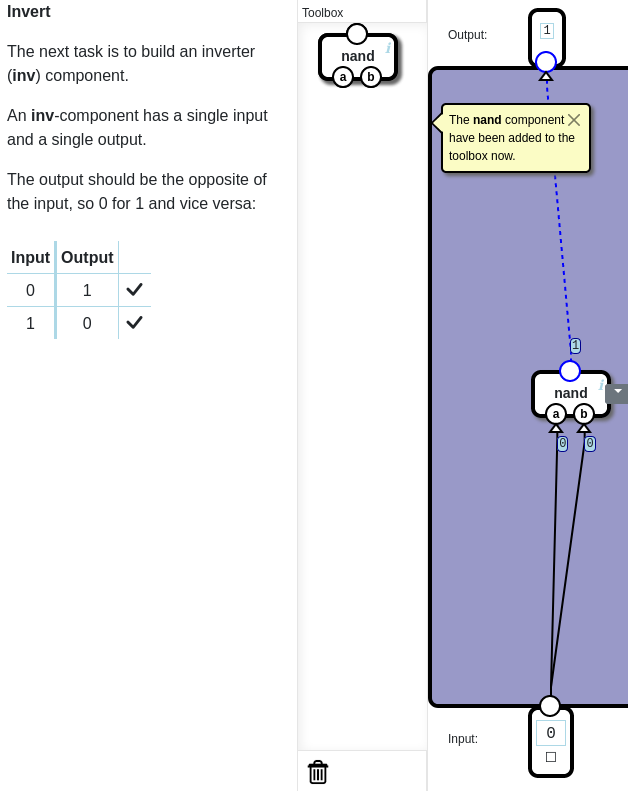 Invert
The next task is to build an inverter
(inv) component.
An inv-component has a single input
and a single output.
The output should be the opposite of
the input, so 0 for 1 and vice versa:
Input Output
0 1
1 0
Toolbox
nand
i
a b
Output:
1
The nand component
have been added to the
toolbox now.
1
nand
i
a b
0 0
Input:
0